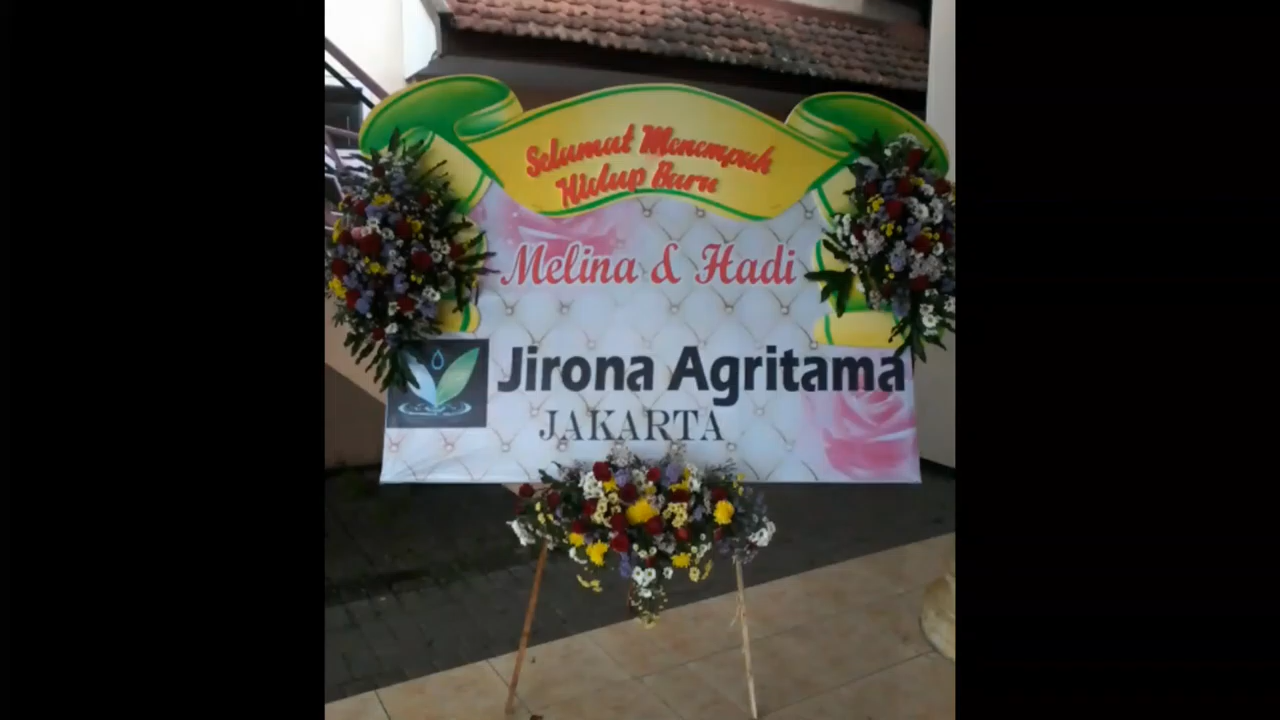 Selamat Menempuh
Hidup Baru
Melina & Hadi
Jirona Agritama
JAKARTA